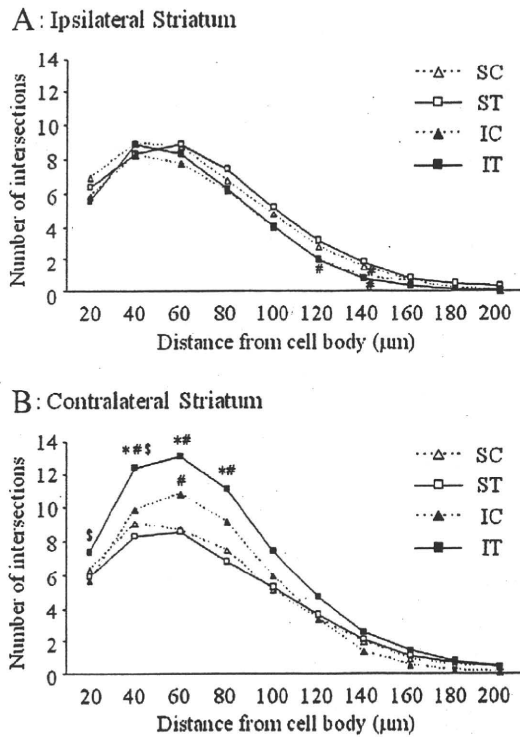 A: Ipsilateral Striatum
14
12
10
8
6
4
2
0
Number of intersections
SC
ST
IC
IT
# # #
20 40 60 80 100 120 140 160 180 200
Distance from cell body (µm)
B: Contralateral Striatum
14
12
10
8
6
4
2
0
Number of intersections
$ *#$ *# # *#
SC
ST
IC
IT
20 40 60 80 100 120 140 160 180 200
Distance from cell body (µm)